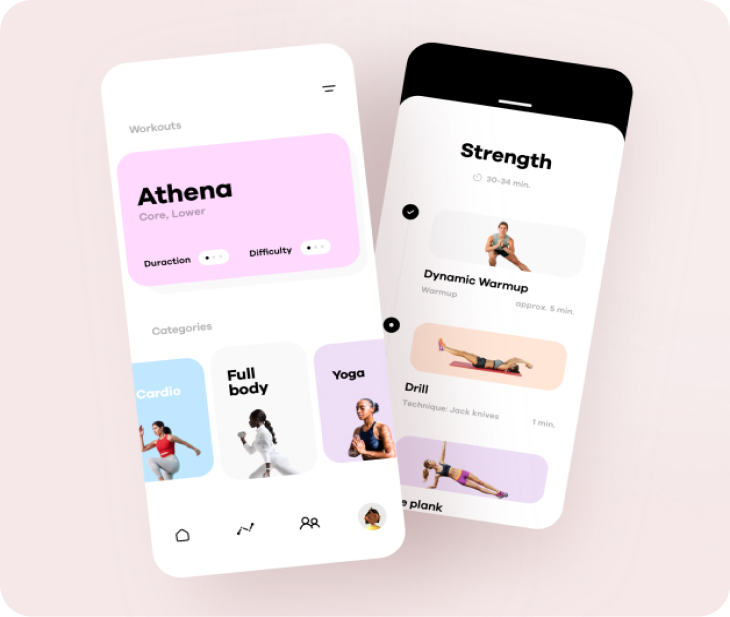 Workouts
Athena
Core, Lower
Duraction
Difficulty
Categories
Cardio
Full
body
Yoga
Strength
30-34 min.
Dynamic Warmup
Warmup
approx. 5 min.
Drill
Technique: Jack knives
1 min.
e plank